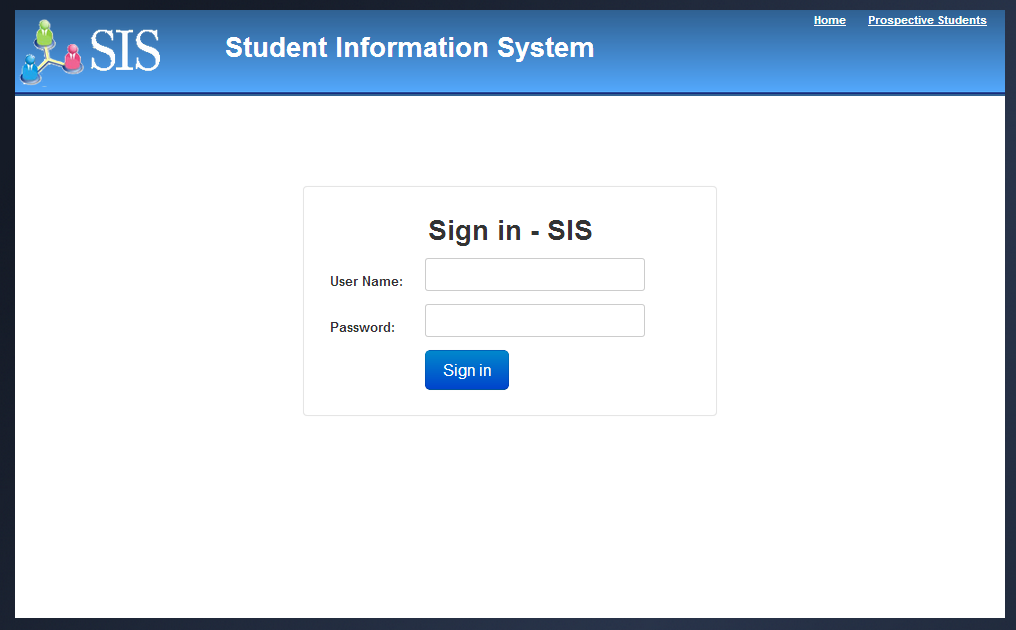 Home Prospective Students
SIS Student Information System
Sign in - SIS
User Name:
Password:
Sign in